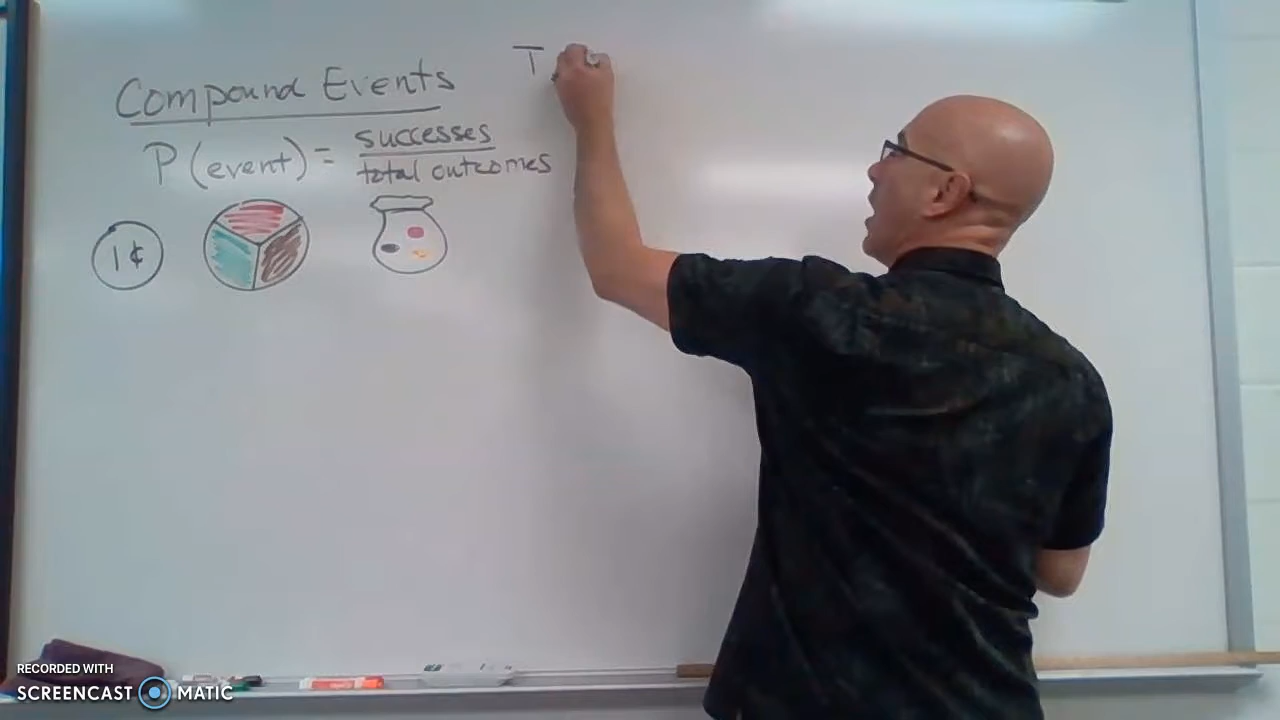 T
Compound Events
P(event) = successes
total outcomes
1¢
RECORDED WITH
SCREENCAST MATIC